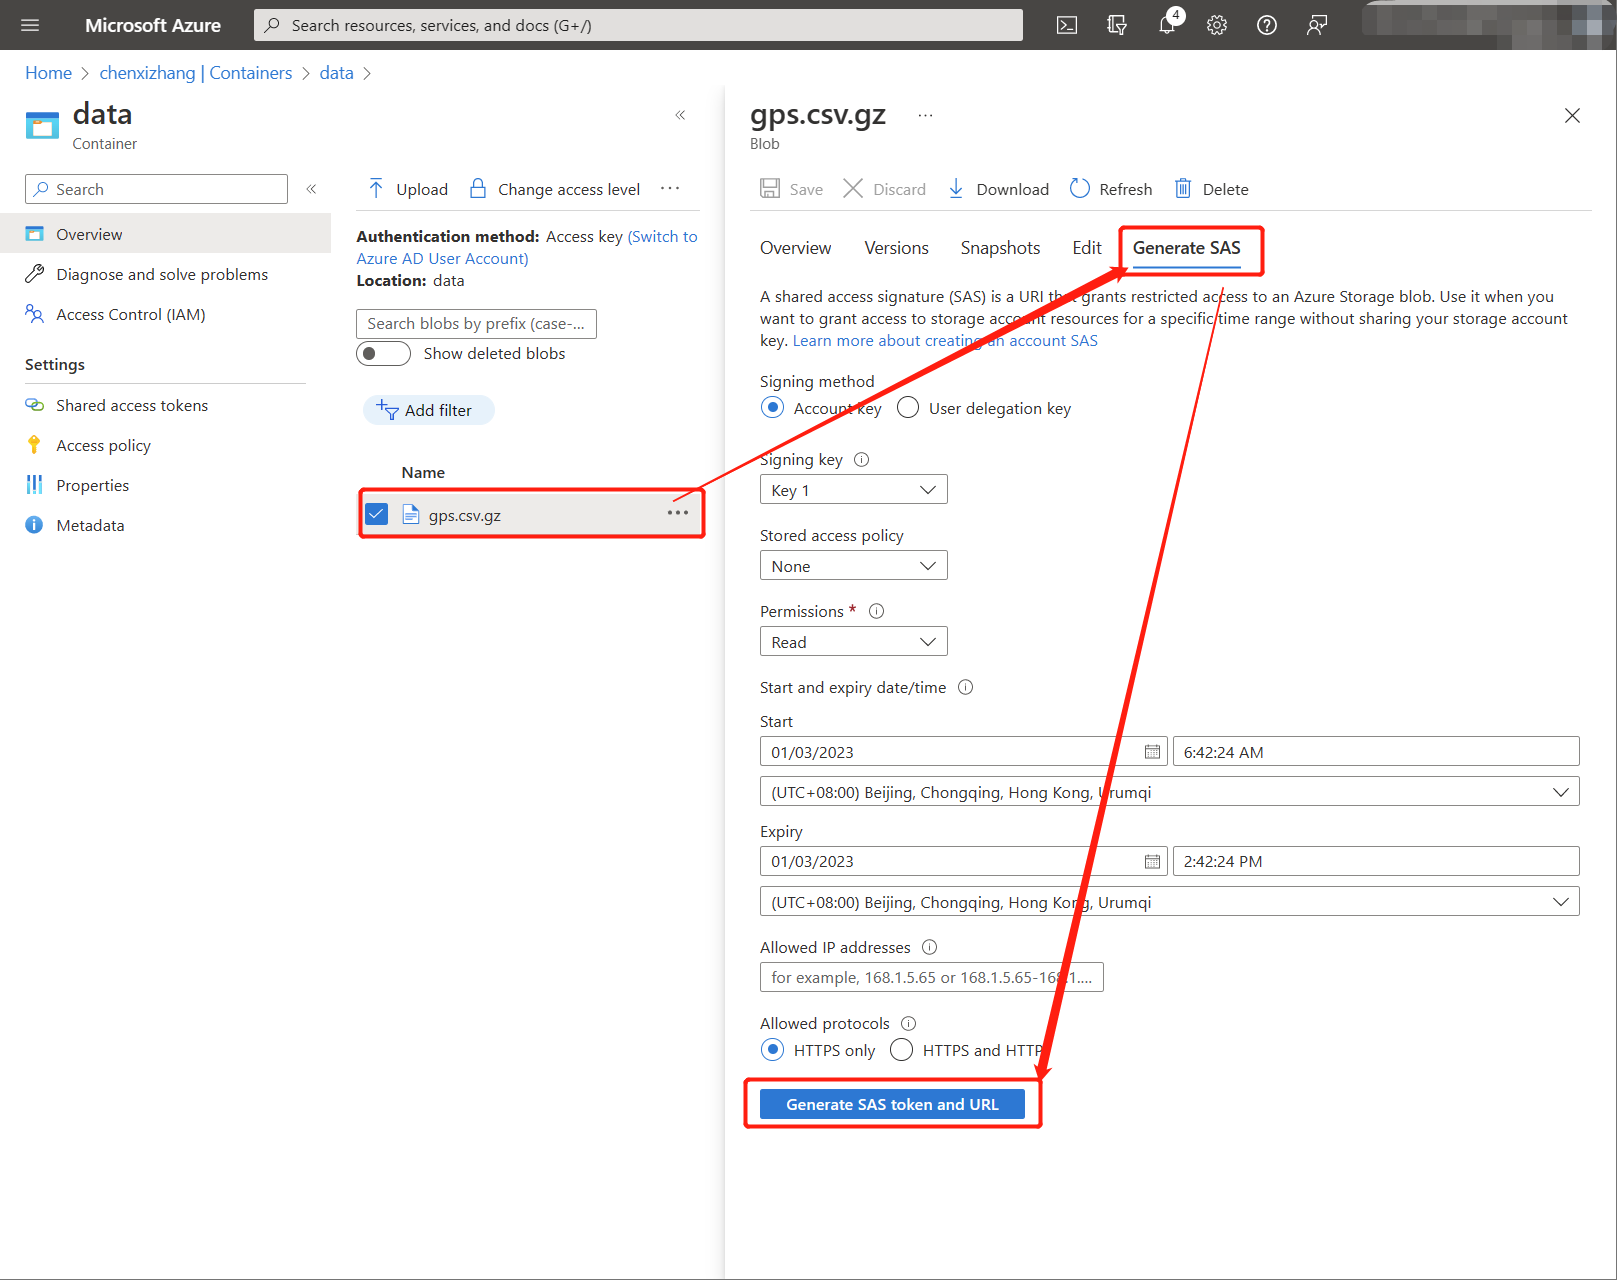 Microsoft Azure
Search resources, services, and docs (G+/)
4
Home > chenxizhang | Containers > data >
data
Container
«
Search
«
Overview
Diagnose and solve problems
Access Control (IAM)
Settings
Shared access tokens
Access policy
Properties
Metadata
Upload
Change access level
Authentication method: Access key (Switch to
Azure AD User Account)
Location: data
Search blobs by prefix (case-...
Show deleted blobs
Add filter
Name
gps.csv.gz
gps.csv.gz
Blob
Save
Discard
Download
Refresh
Delete
Overview
Versions
Snapshots
Edit
Generate SAS
A shared access signature (SAS) is a URI that grants restricted access to an Azure Storage blob. Use it when you
want to grant access to storage account resources for a specific time range without sharing your storage account
key. Learn more about creating an account SAS
Signing method
Account key
User delegation key
Signing key
Key 1
Stored access policy
None
Permissions *
Read
Start and expiry date/time
Start
01/03/2023
6:42:24 AM
(UTC+08:00) Beijing, Chongqing, Hong Kong, Urumqi
Expiry
01/03/2023
2:42:24 PM
(UTC+08:00) Beijing, Chongqing, Hong Kong, Urumqi
Allowed IP addresses
for example, 168.1.5.65 or 168.1.5.65-168.1....
Allowed protocols
HTTPS only
HTTPS and HTTP
Generate SAS token and URL